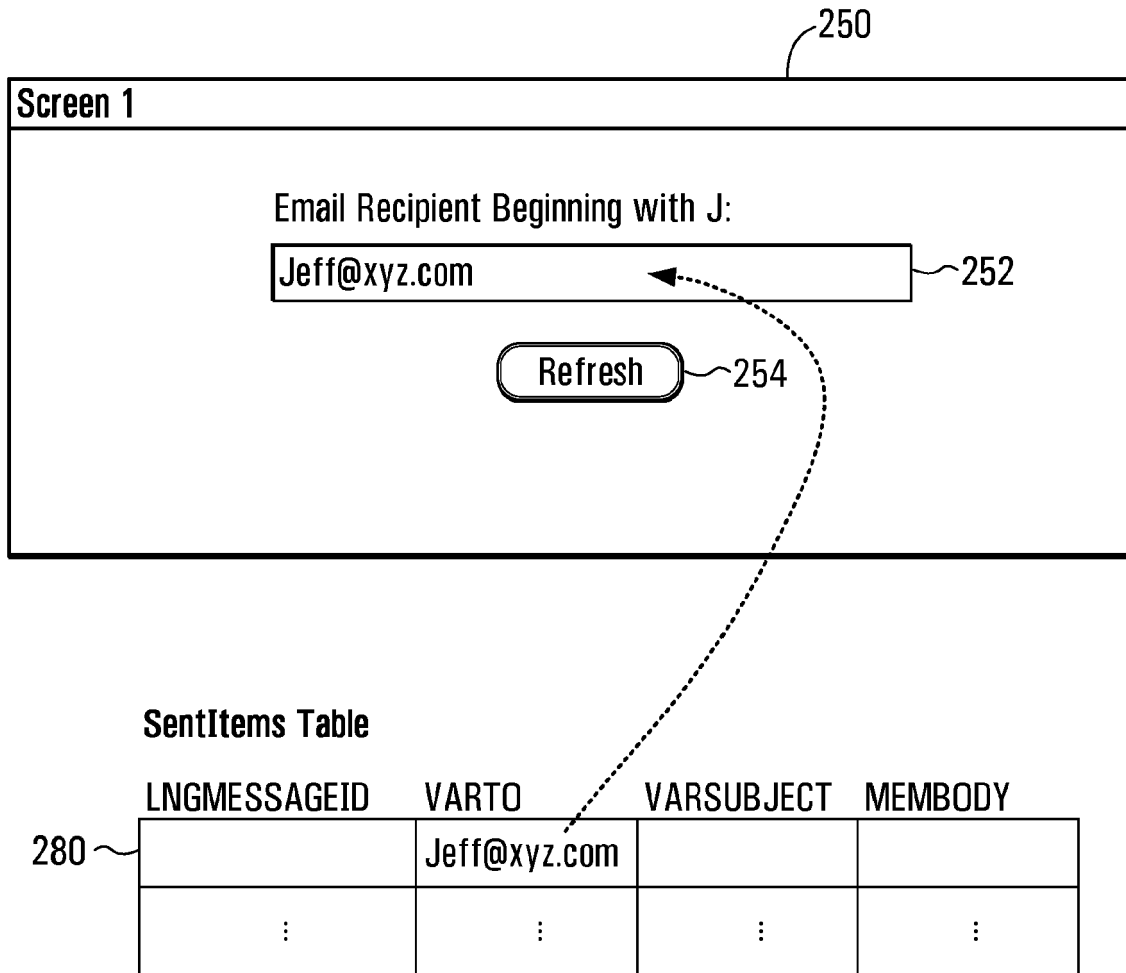 250
Screen 1
Email Recipient Beginning with J:
Jeff@xyz.com
252
Refresh
254
SentItems Table
LNGMESSAGEID VARTO VARSUBJECT MEMBODY
280 Jeff@xyz.com
⋮ ⋮ ⋮ ⋮